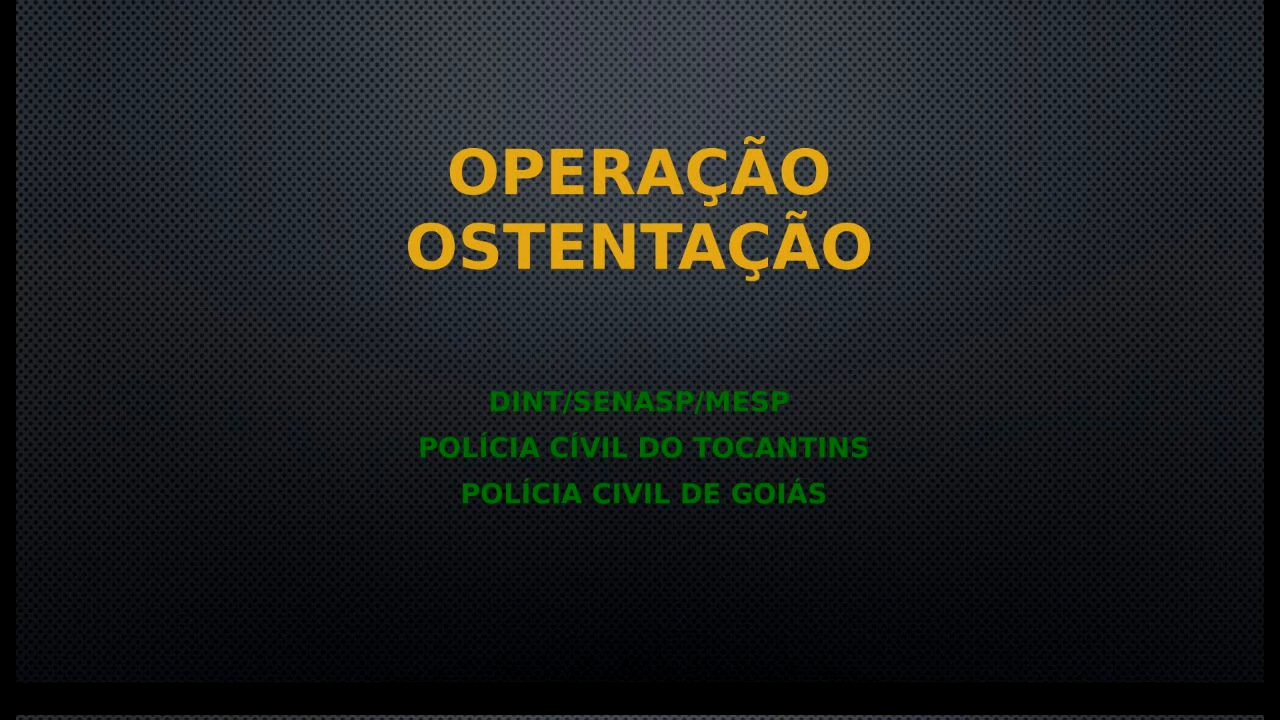 OPERAÇÃO
OSTENTAÇÃO
DINT/SENASP/MESP
POLÍCIA CÍVIL DO TOCANTINS
POLÍCIA CIVIL DE GOIÁS